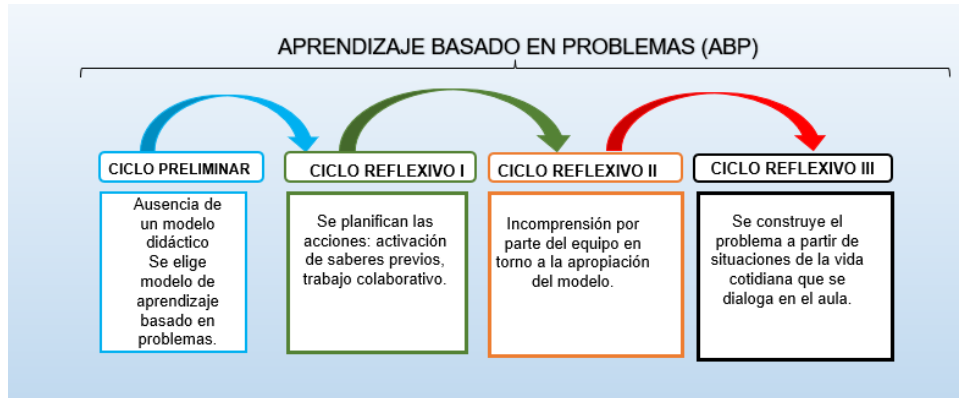 APRENDIZAJE BASADO EN PROBLEMAS (ABP)
CICLO PRELIMINAR
Ausencia de
un modelo
didáctico
Se elige
modelo de
aprendizaje
basado en
problemas.
CICLO REFLEXIVO I
Se planifican las
acciones: activación
de saberes previos,
trabajo colaborativo.
CICLO REFLEXIVO II
Incomprensión por
parte del equipo en
torno a la apropiación
del modelo.
CICLO REFLEXIVO III
Se construye el
problema a partir de
situaciones de la vida
cotidiana que se
dialoga en el aula.